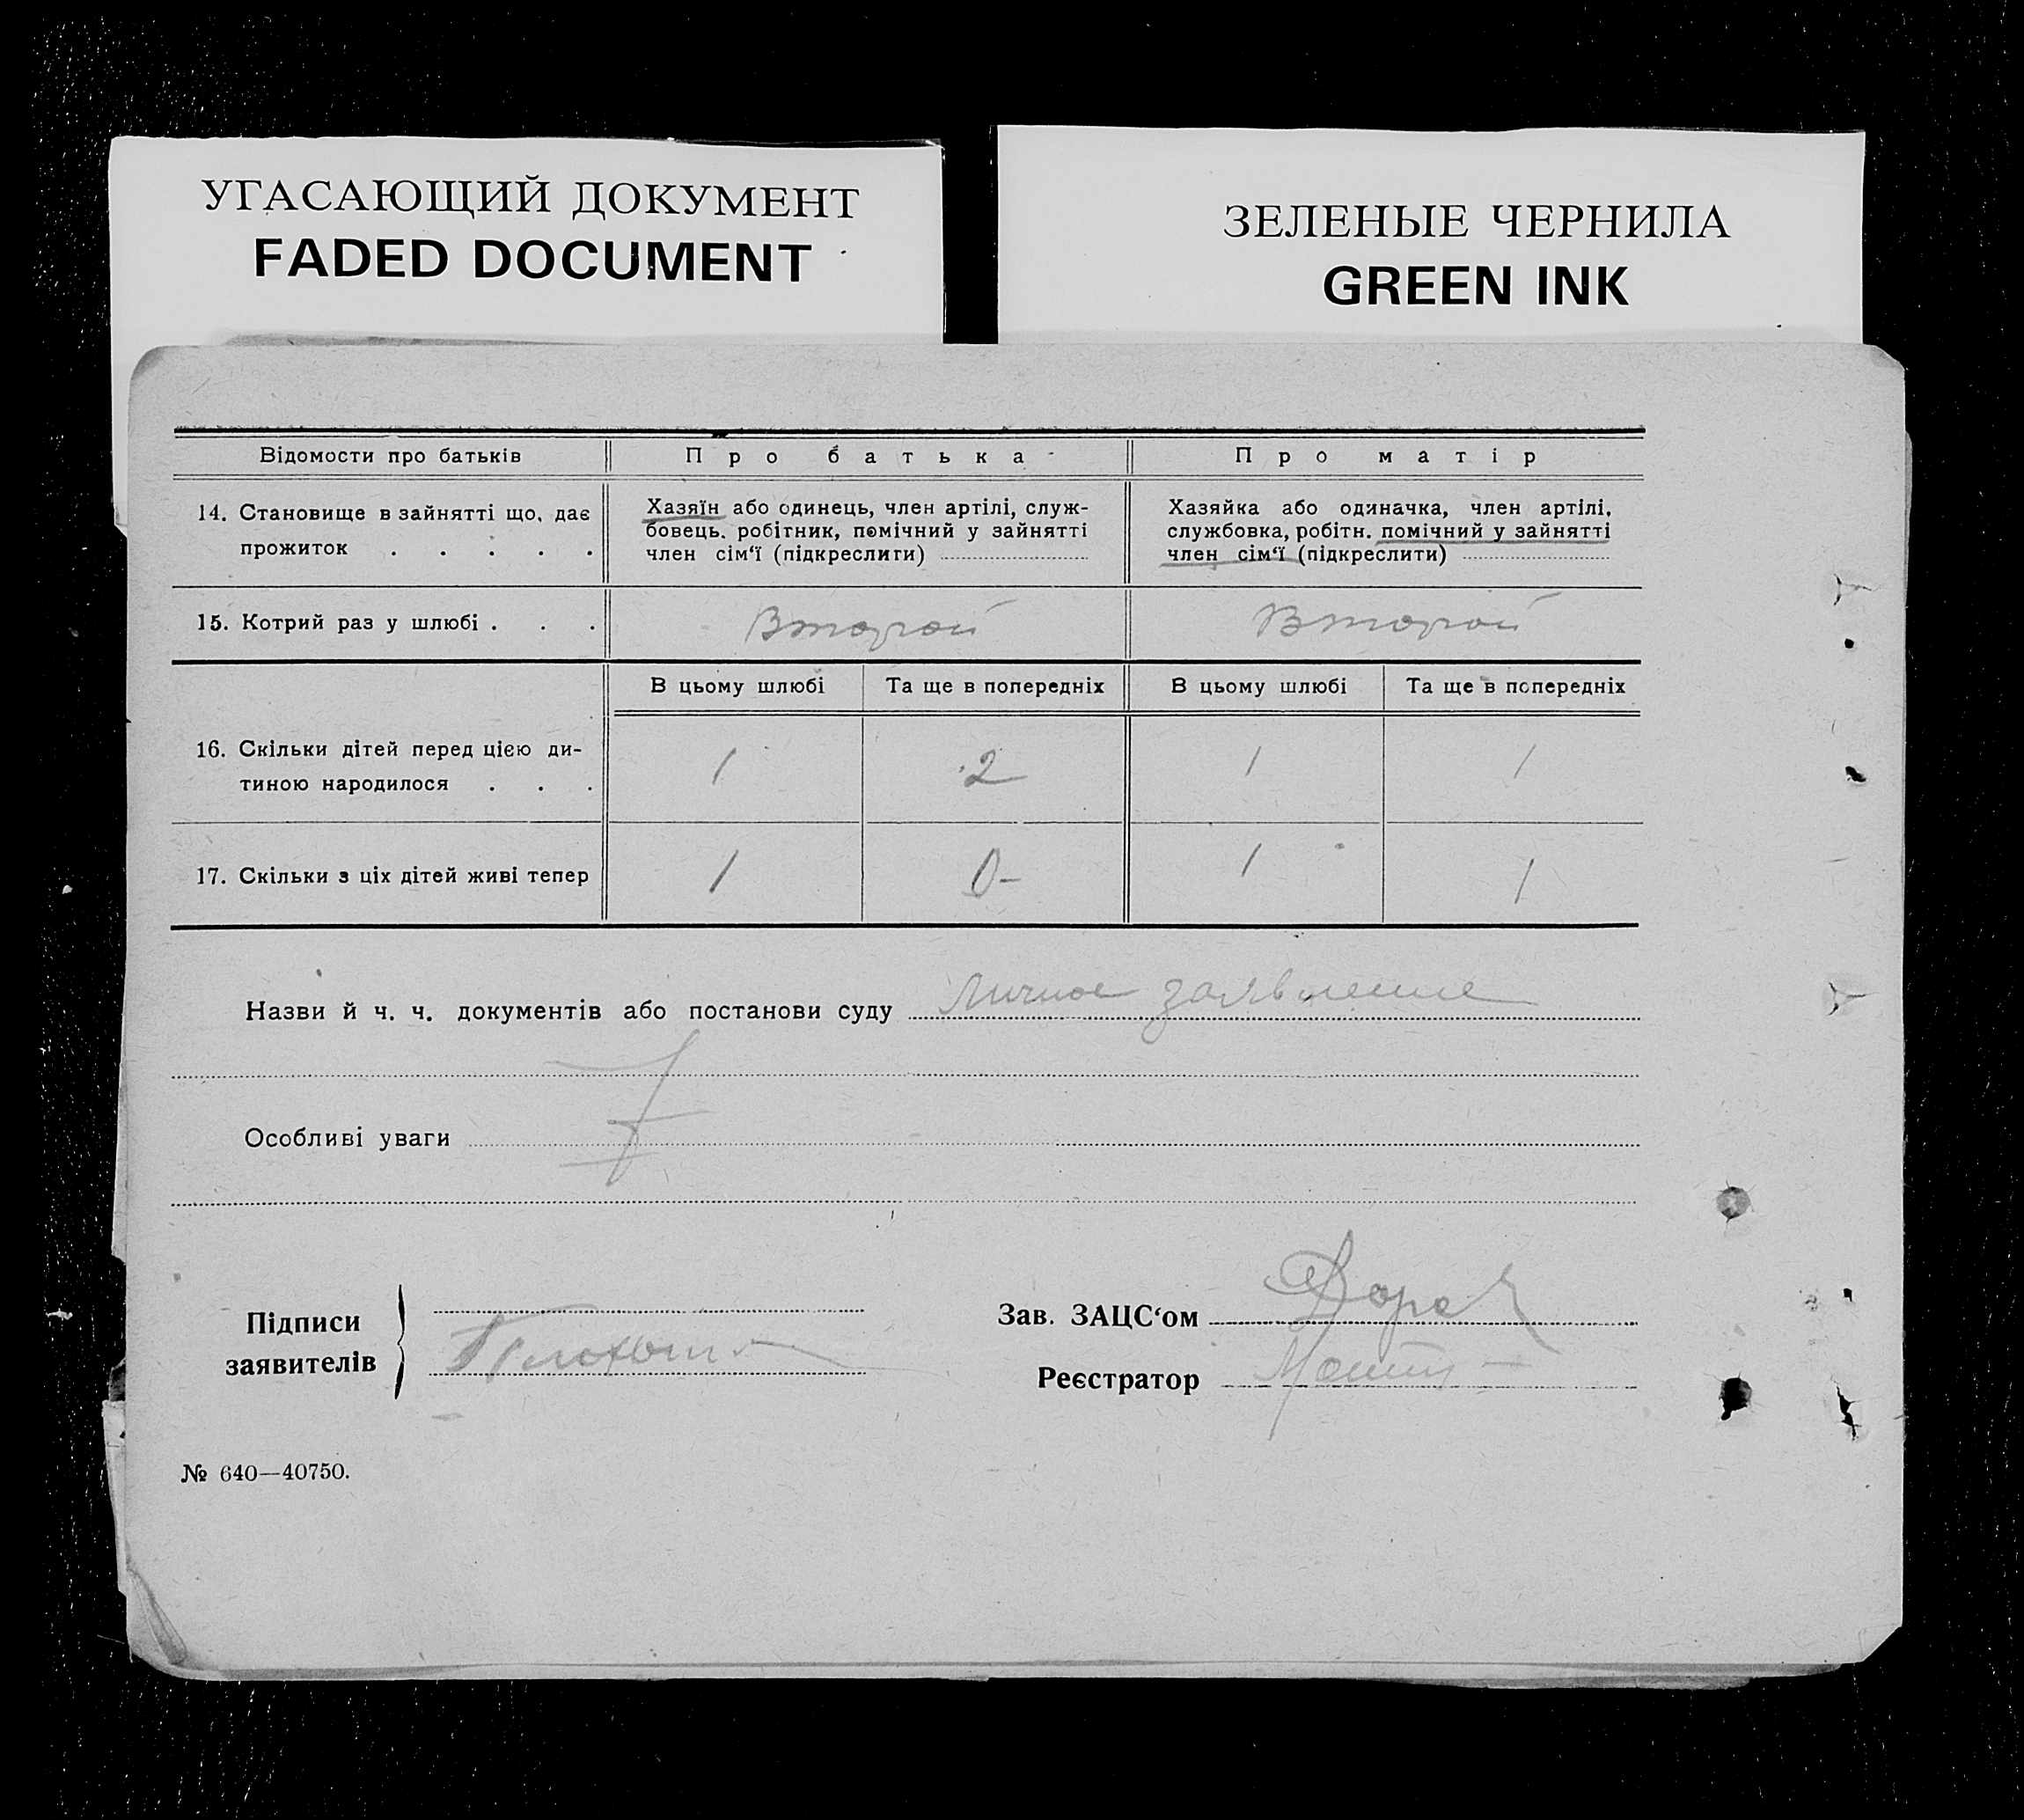 УГАСАЮЩИЙ ДОКУМЕНТ
FADED DOCUMENT
ЗЕЛЕНЫЕ ЧЕРНИЛА
GREEN INK
Відомости про батьків Про батька Про матір
14. Становище в зайнятті що, дає прожиток . . . . .
Хазяїн або одинець, член артілі, служ-
бовець. робітник, помічний у зайнятті
член сім‘ї (підкреслити)
Хазяйка або одиначка, член артілі,
службовка, робітн. помічний у зайнятті
член сім‘ї (підкреслити)
15. Котрий раз у шлюбі . . . Второй Второй
В цьому шлюбі Та ще в попередніх В цьому шлюбі Та ще в попередніх
16. Скільки дітей перед цією ди-
тиною народилося . . . 1 2 1 1
17. Скільки з ціх дітей живі тепер 1 0- 1 1
Назви й ч. ч. документів або постанови суду личное заявление
Особливі уваги
Підписи
заявителів
Зав. ЗАЦС‘ом
Реєстратор
№ 640—40750.